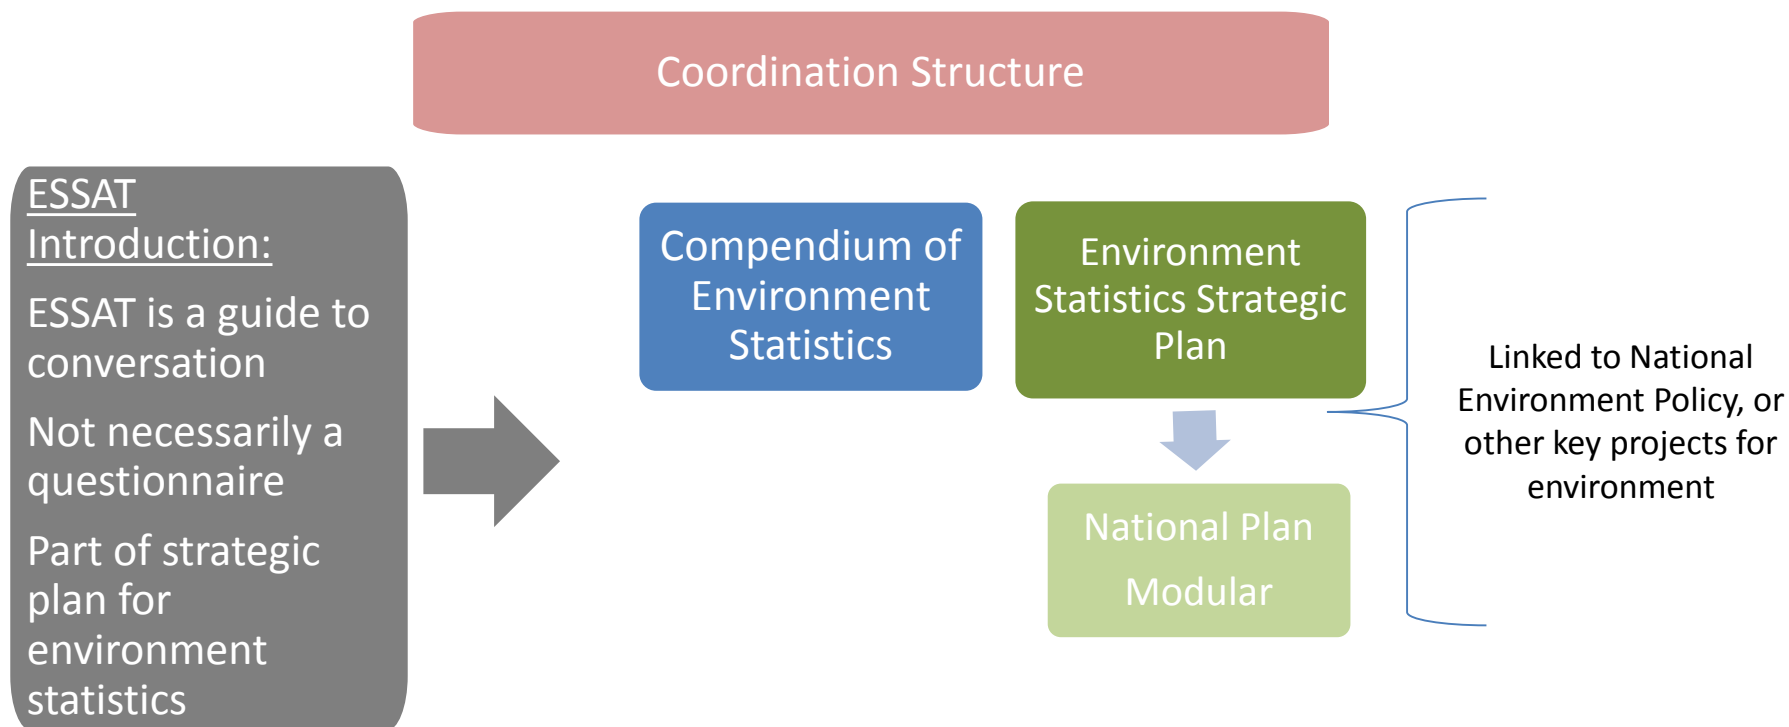 Coordination Structure
ESSAT
Introduction:
ESSAT is a guide to
conversation
Not necessarily a
questionnaire
Part of strategic
plan for
environment
statistics
Compendium of
Environment
Statistics
Environment
Statistics Strategic
Plan
National Plan
Modular
Linked to National
Environment Policy, or
other key projects for
environment